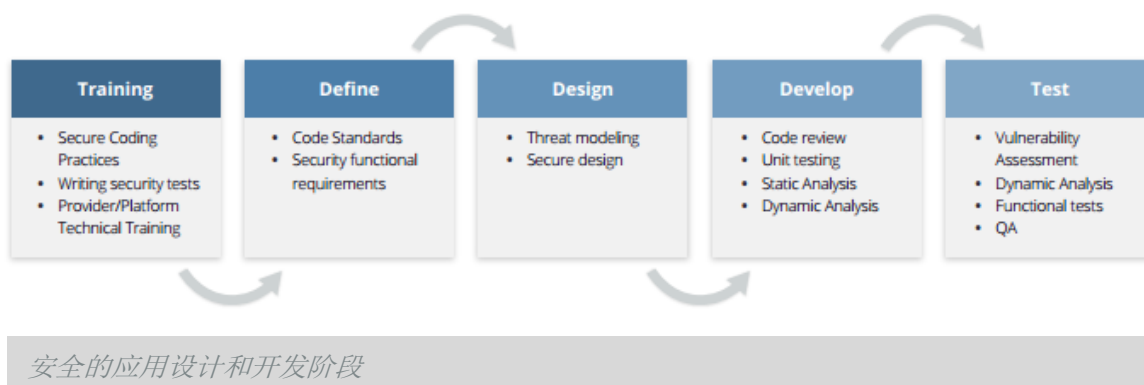 Training
• Secure Coding
Practices
• Writing security tests
• Provider/Platform
Technical Training
Define
• Code Standards
• Security functional
requirements
Design
• Threat modeling
• Secure design
Develop
• Code review
• Unit testing
• Static Analysis
• Dynamic Analysis
Test
• Vulnerability
Assessment
• Dynamic Analysis
• Functional tests
• QA
安全的应用设计和开发阶段